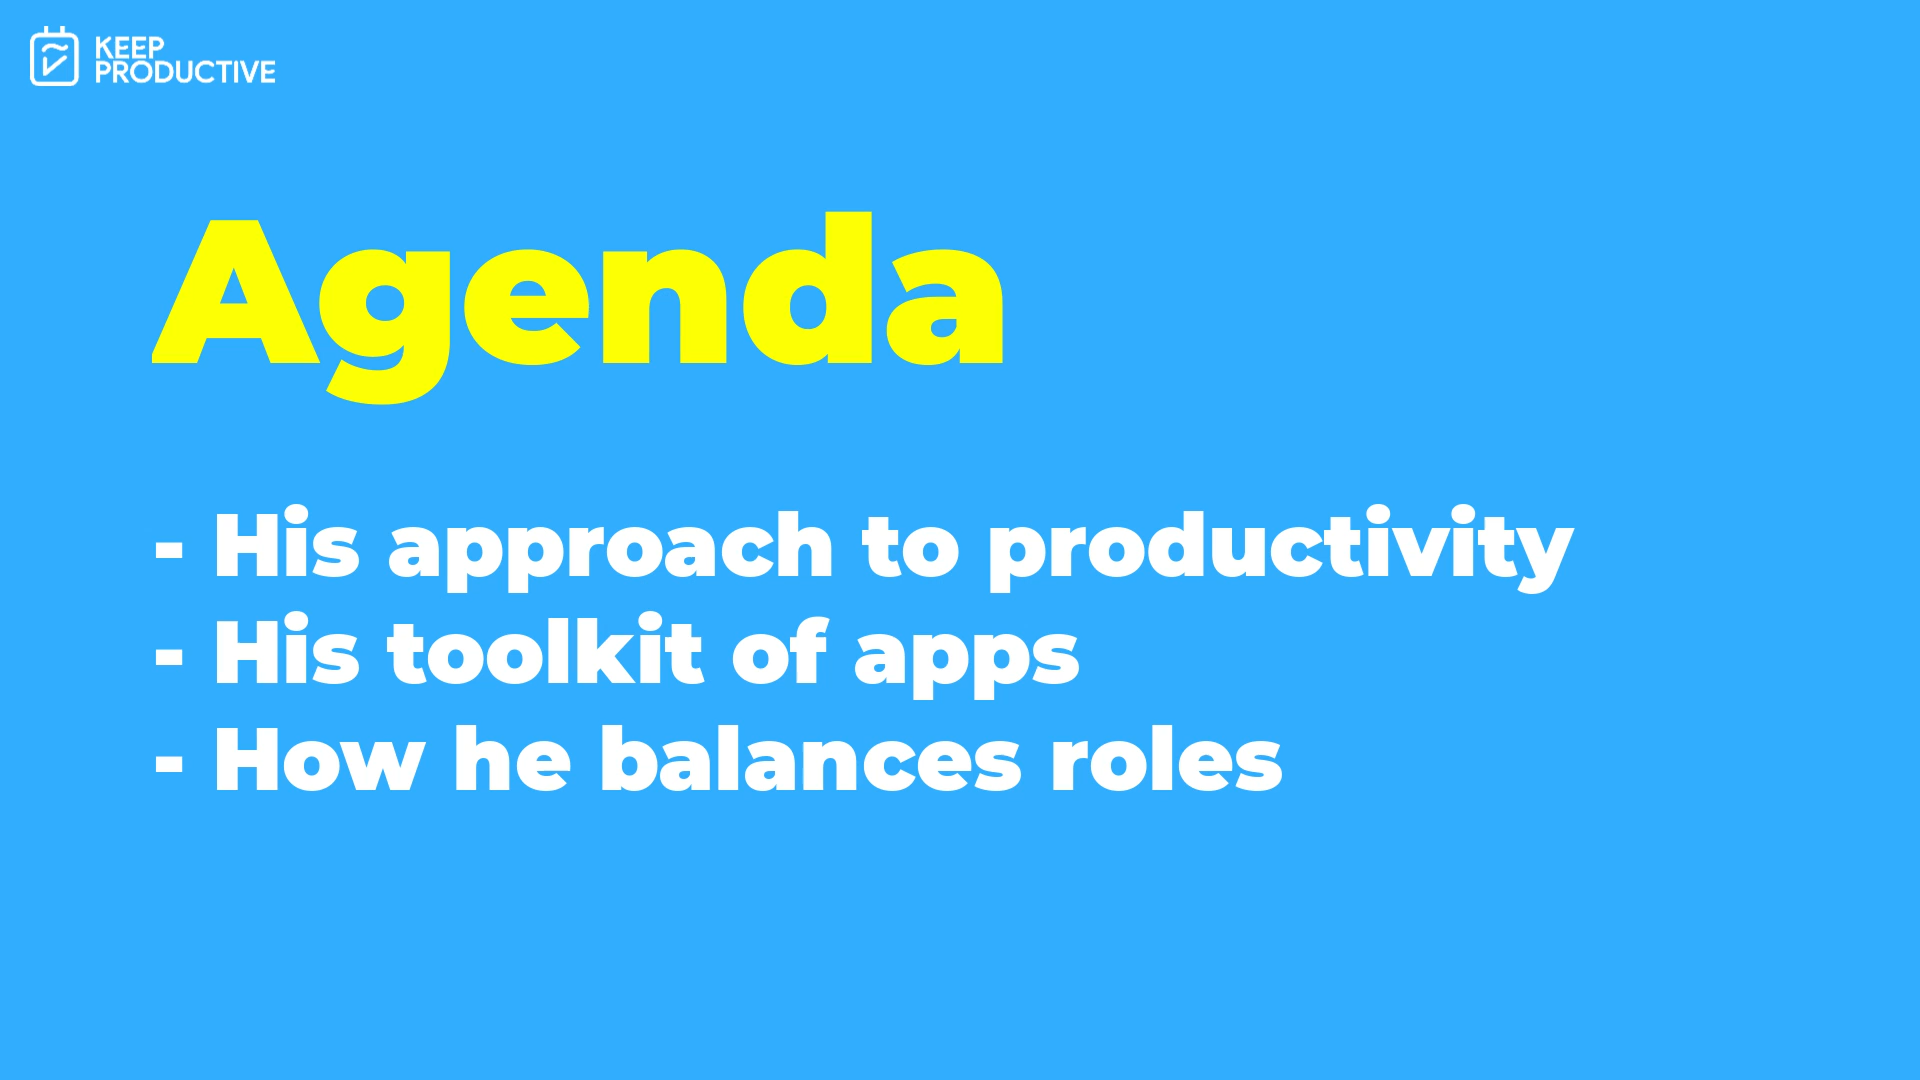 KEEP
PRODUCTIVE
Agenda
- His approach to productivity
- His toolkit of apps
- How he balances roles